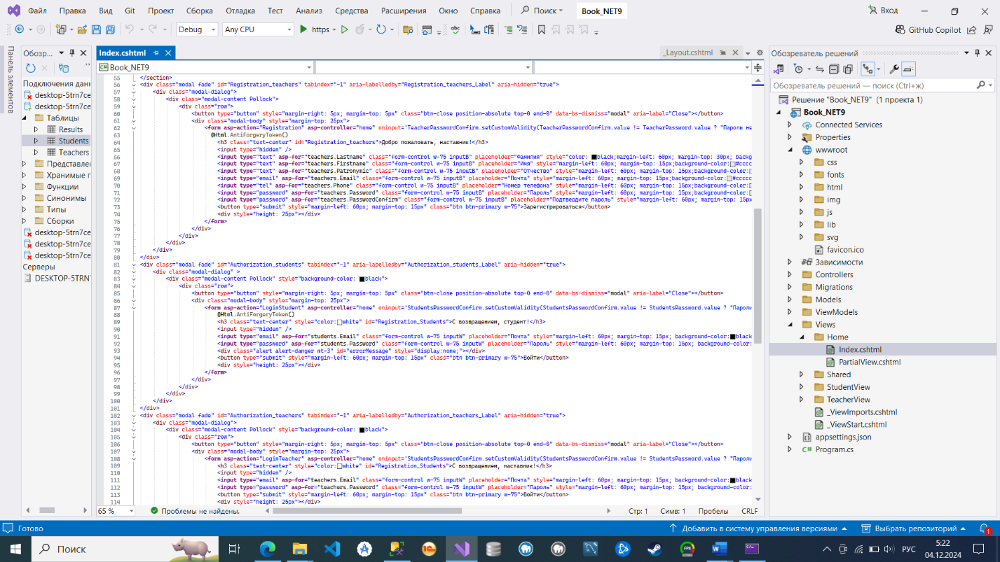 Файл Правка Вид Git Проект Сборка Отладка Тест Анализ Средства Расширения Окно Справка Поиск Book_NET9 Вход
Debug Any CPU https GitHub Copilot
Панель элементов
Обозр...
Подключения данн
desktop-5trn7ce
desktop-5trn7ce
Таблицы
Results
Students
Teachers
Представлен
Хранимые п
Функции
Синонимы
Типы
Сборки
desktop-5trn7ce
desktop-5trn7ce
desktop-5trn7ce
Серверы
DESKTOP-5TRN
Index.cshtml _Layout.cshtml
Book_NET9
55 </section>
56 <div class="modal fade" id="Registration_teachers" tabindex="-1" aria-labelledby="Registration_teachers_Label" aria-hidden="true">
57 <div class="modal-dialog">
58 <div class="modal-content Pollock">
59 <div class="row">
60 <button type="button" style="margin-right: 5px; margin-top: 5px" class="btn-close position-absolute top-0 end-0" data-bs-dismiss="modal" aria-label="Close"></button>
61 <div class="modal-body" style="margin-top: 25px">
62 <form asp-action="Registration" asp-controller="home" oninput='TeacherPasswordConfirm.setCustomValidity(TeacherPasswordConfirm.value != TeacherPassword.value ? "Пароли не
63 @Html.AntiForgeryToken()
64 <h3 class="text-center" id="Registration_teachers">Добро пожаловать, наставник!</h3>
65 <input type="hidden" />
66 <input type="text" asp-for="teachers.Lastname" class="form-control w-75 inputB" placeholder="Фамилия" style="color: black;margin-left: 60px; margin-top: 30px; backg
67 <input type="text" asp-for="teachers.Firstname" class="form-control w-75 inputB" placeholder="Имя" style="margin-left: 60px; margin-top: 15px;background-color:#cccc
68 <input type="text" asp-for="teachers.Patronymic" class="form-control w-75 inputB" placeholder="Отчество" style="margin-left: 60px; margin-top: 15px;background-color:
69 <input type="email" asp-for="teachers.Email" class="form-control w-75 inputB" placeholder="Почта" style="margin-left: 60px; margin-top: 15px;background-color:#ccccc
70 <input type="tel" asp-for="teachers.Phone" class="form-control w-75 inputB" placeholder="Номер телефона" style="margin-left: 60px; margin-top: 15px;background-color:
71 <input type="password" asp-for="teachers.Password" class="form-control w-75 inputB" placeholder="Пароль" style="margin-left: 60px; margin-top: 15px;background-color:
72 <input type="password" asp-for="teachers.PasswordConfirm" class="form-control w-75 inputB" placeholder="Подтвердите пароль" style="margin-left: 60px; margin-top: 15px
73 <button type="submit" style="margin-left: 60px; margin-top: 15px" class="btn btn-primary w-75">Зарегистрироваться</button>
74 <div style="height: 25px"></div>
75 </form>
76 </div>
77 </div>
78 </div>
79 </div>
80 </div>
81 <div class="modal fade" id="Authorization_students" tabindex="-1" aria-labelledby="Authorization_students_Label" aria-hidden="true">
82 <div class="modal-dialog" >
83 <div class="modal-content Pollock" style="background-color: black">
84 <div class="row">
85 <button type="button" style="margin-right: 5px; margin-top: 5px" class="btn-close position-absolute top-0 end-0" data-bs-dismiss="modal" aria-label="Close"></button>
86 <div class="modal-body" style="margin-top: 25px">
87 <form asp-action="LoginStudent" asp-controller="home" oninput='StudentsPasswordConfirm.setCustomValidity(StudentsPasswordConfirm.value != StudentsPassword.value ? "Пароли
88 @Html.AntiForgeryToken()
89 <h3 class="text-center" style="color:white" id="Registration_Students">С возвращением, студент!</h3>
90 <input type="hidden" />
91 <input type="email" asp-for="students.Email" class="form-control w-75 inputW" placeholder="Почта" style="margin-left: 60px; margin-top: 15px; background-color:black
92 <input type="password" asp-for="students.Password" class="form-control w-75 inputW" placeholder="Пароль" style="margin-left: 60px; margin-top: 15px; background-color:
93 <div class="alert alert-danger mt-3" id="errorMessage" style="display:none;"></div>
94 <button type="submit" style="margin-left: 60px; margin-top: 15px" class="btn btn-primary w-75">Войти</button>
95 <div style="height: 25px"></div>
96 </form>
97 </div>
98 </div>
99 </div>
100 </div>
101 </div>
102 <div class="modal fade" id="Authorization_teachers" tabindex="-1" aria-labelledby="Authorization_teachers_Label" aria-hidden="true">
103 <div class="modal-dialog">
104 <div class="modal-content Pollock" style="background-color: black">
105 <div class="row">
106 <button type="button" style="margin-right: 5px; margin-top: 5px" class="btn-close position-absolute top-0 end-0" data-bs-dismiss="modal" aria-label="Close"></button>
107 <div class="modal-body" style="margin-top: 25px">
108 <form asp-action="LoginTeacher" asp-controller="home" oninput='StudentsPasswordConfirm.setCustomValidity(StudentsPasswordConfirm.value != StudentsPassword.value ? "Пароли
109 <h3 class="text-center" style="color:white" id="Registration_Students">С возвращением, наставник!</h3>
110 <input type="hidden" />
111 <input type="email" asp-for="teachers.Email" class="form-control w-75 inputW" placeholder="Почта" style="margin-left: 60px; margin-top: 15px; background-color:black
112 <input type="password" asp-for="teachers.Password" class="form-control w-75 inputW" placeholder="Пароль" style="margin-left: 60px; margin-top: 15px; background-color:
113 <button type="submit" style="margin-left: 60px; margin-top: 15px" class="btn btn-primary w-75">Войти</button>
114 <div style="height: 25px"></div>
65 % Проблемы не найдены. Стр: 1 Симв: 1 Пробелы CRLF
Обозреватель решений
Обозреватель решений — поиск (Ctrl+ж)
Решение "Book_NET9" (1 проекта 1)
Book_NET9
Connected Services
Properties
wwwroot
css
fonts
html
img
js
lib
svg
favicon.ico
Зависимости
Controllers
Migrations
Models
ViewModels
Views
Home
Index.cshtml
PartialView.cshtml
Shared
StudentView
TeacherView
_ViewImports.cshtml
_ViewStart.cshtml
appsettings.json
Program.cs
Готово Добавить в систему управления версиями Выбрать репозиторий 1
Поиск РУС 5:22
04.12.2024